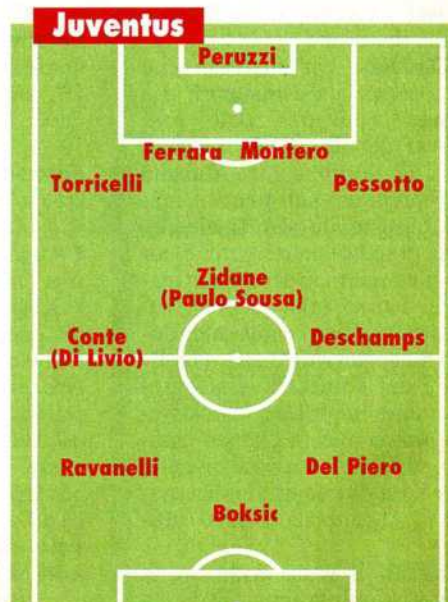 Juventus
Peruzzi
Ferrara Montero
Torricelli Pessotto
Zidane
(Paulo Sousa)
Conte Deschamps
(Di Livio)
Ravanelli Del Piero
Boksic